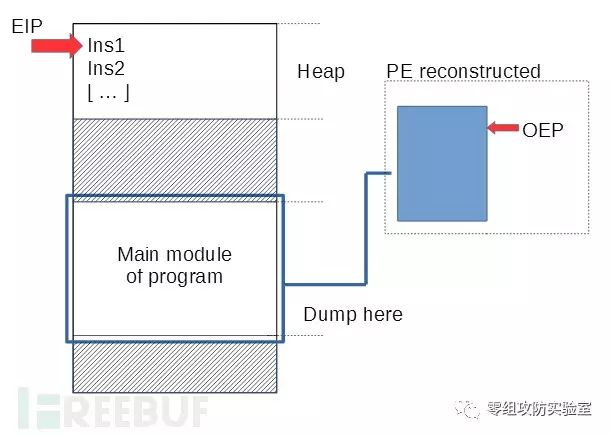 EIP
Ins1
Ins2
[ ... ]
Heap
PE reconstructed
OEP
Main module
of program
Dump here
FREEBUF
零组攻防实验室